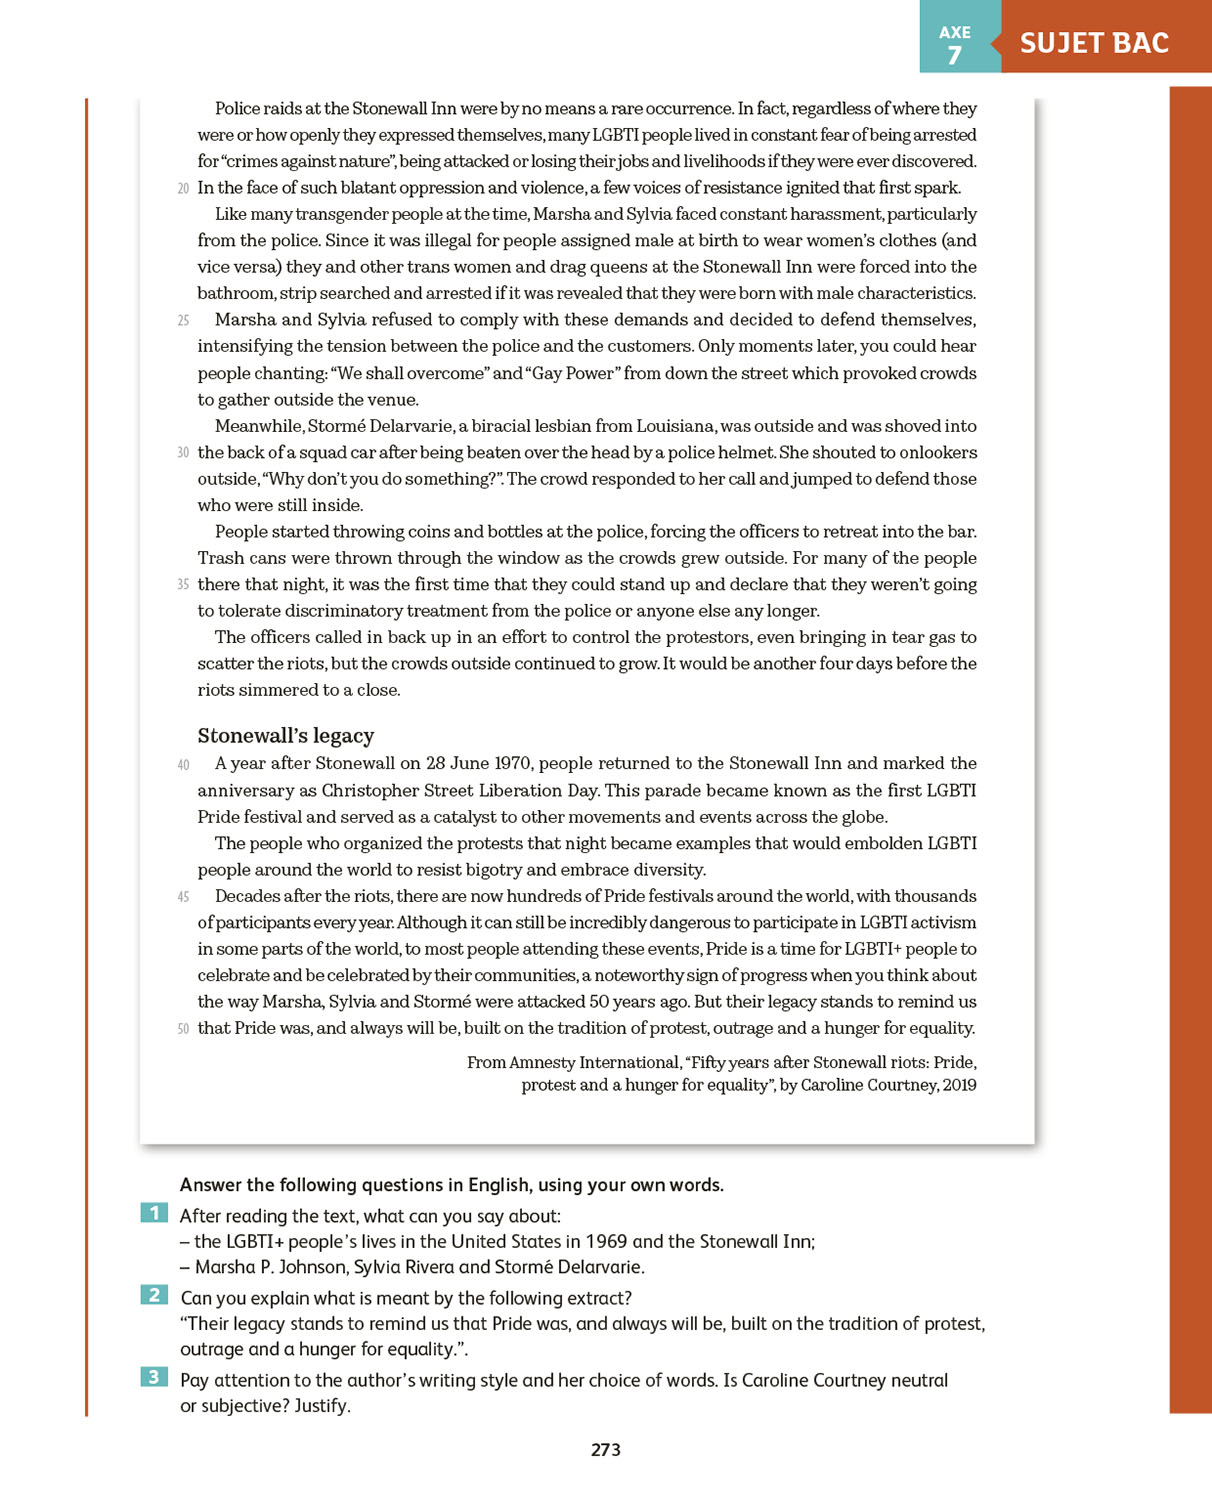 AXE
7
SUJET BAC
Police raids at the Stonewall Inn were by no means a rare occurrence. In fact, regardless of where they
were or how openly they expressed themselves, many LGBTI people lived in constant fear of being arrested
for “crimes against nature”, being attacked or losing their jobs and livelihoods if they were ever discovered.
20 In the face of such blatant oppression and violence, a few voices of resistance ignited that first spark.
Like many transgender people at the time, Marsha and Sylvia faced constant harassment, particularly
from the police. Since it was illegal for people assigned male at birth to wear women’s clothes (and
vice versa) they and other trans women and drag queens at the Stonewall Inn were forced into the
bathroom, strip searched and arrested if it was revealed that they were born with male characteristics.
25 Marsha and Sylvia refused to comply with these demands and decided to defend themselves,
intensifying the tension between the police and the customers. Only moments later, you could hear
people chanting: “We shall overcome” and “Gay Power” from down the street which provoked crowds
to gather outside the venue.
Meanwhile, Stormé Delarvarie, a biracial lesbian from Louisiana, was outside and was shoved into
30 the back of a squad car after being beaten over the head by a police helmet. She shouted to onlookers
outside, “Why don’t you do something?”. The crowd responded to her call and jumped to defend those
who were still inside.
People started throwing coins and bottles at the police, forcing the officers to retreat into the bar.
Trash cans were thrown through the window as the crowds grew outside. For many of the people
35 there that night, it was the first time that they could stand up and declare that they weren’t going
to tolerate discriminatory treatment from the police or anyone else any longer.
The officers called in back up in an effort to control the protestors, even bringing in tear gas to
scatter the riots, but the crowds outside continued to grow. It would be another four days before the
riots simmered to a close.
Stonewall’s legacy
40 A year after Stonewall on 28 June 1970, people returned to the Stonewall Inn and marked the
anniversary as Christopher Street Liberation Day. This parade became known as the first LGBTI
Pride festival and served as a catalyst to other movements and events across the globe.
The people who organized the protests that night became examples that would embolden LGBTI
people around the world to resist bigotry and embrace diversity.
45 Decades after the riots, there are now hundreds of Pride festivals around the world, with thousands
of participants every year. Although it can still be incredibly dangerous to participate in LGBTI activism
in some parts of the world, to most people attending these events, Pride is a time for LGBTI+ people to
celebrate and be celebrated by their communities, a noteworthy sign of progress when you think about
the way Marsha, Sylvia and Stormé were attacked 50 years ago. But their legacy stands to remind us
50 that Pride was, and always will be, built on the tradition of protest, outrage and a hunger for equality.
From Amnesty International, “Fifty years after Stonewall riots: Pride,
protest and a hunger for equality”, by Caroline Courtney, 2019
Answer the following questions in English, using your own words.
1 After reading the text, what can you say about:
– the LGBTI+ people’s lives in the United States in 1969 and the Stonewall Inn;
– Marsha P. Johnson, Sylvia Rivera and Stormé Delarvarie.
2 Can you explain what is meant by the following extract?
“Their legacy stands to remind us that Pride was, and always will be, built on the tradition of protest,
outrage and a hunger for equality.”.
3 Pay attention to the author’s writing style and her choice of words. Is Caroline Courtney neutral
or subjective? Justify.
273